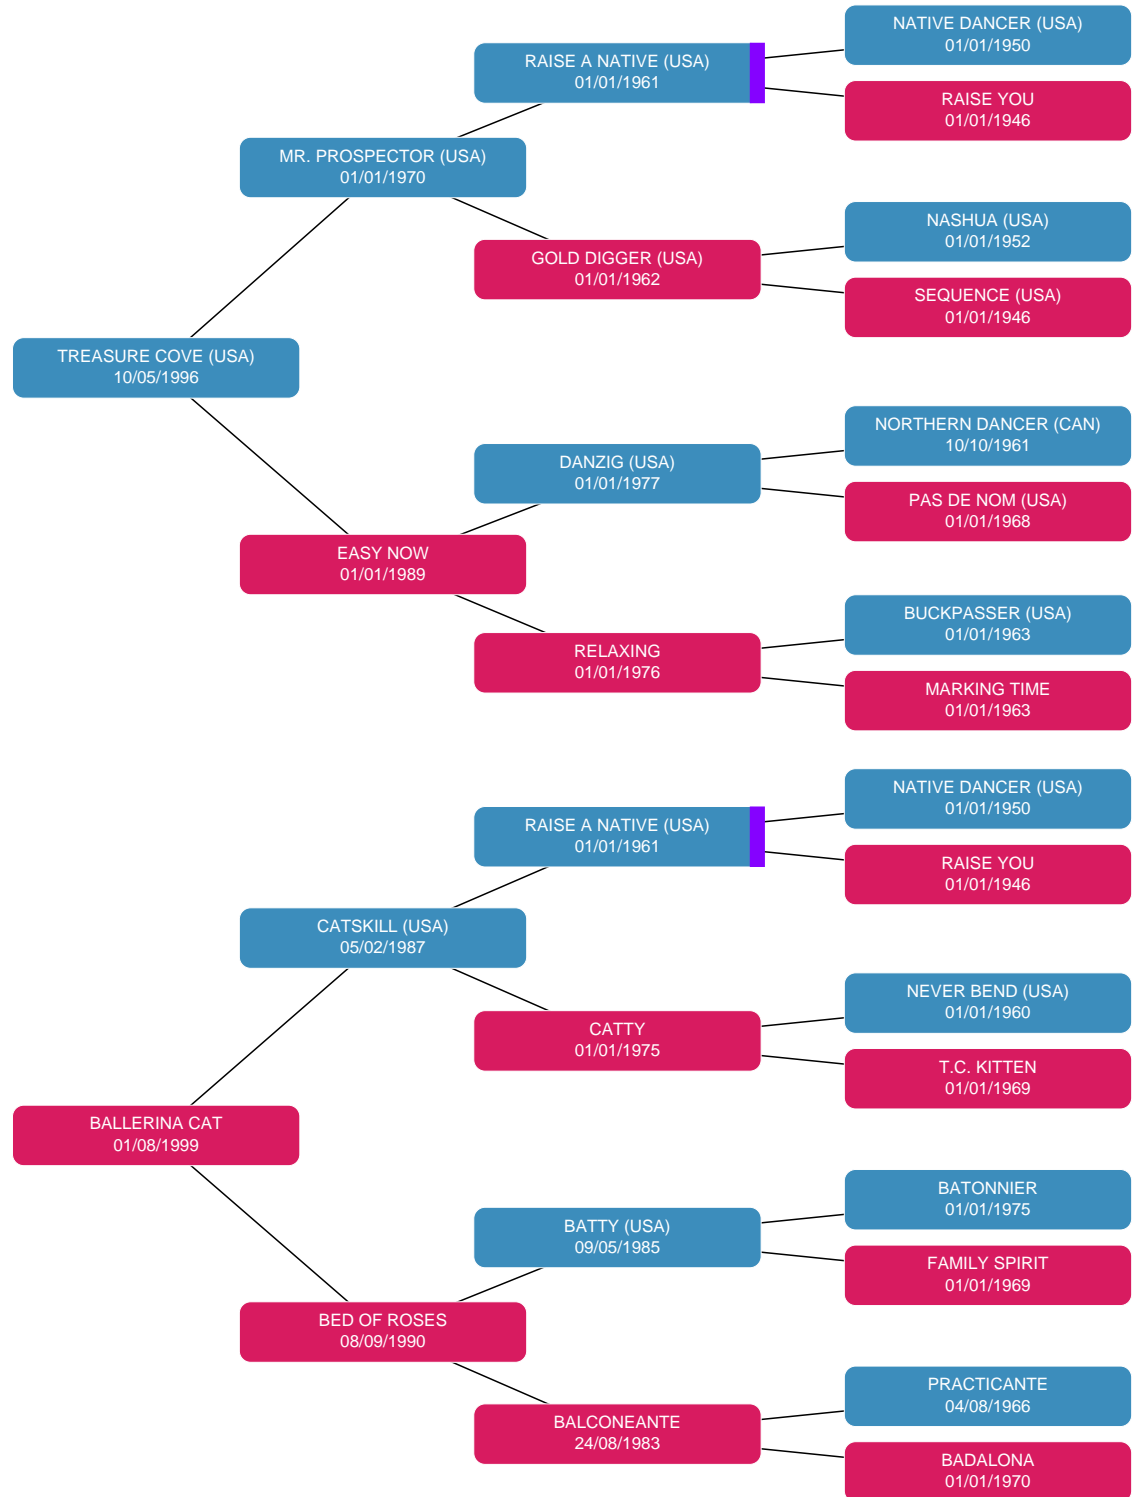 NATIVE DANCER (USA)
01/01/1950
RAISE A NATIVE (USA)
01/01/1961
RAISE YOU
01/01/1946
MR. PROSPECTOR (USA)
01/01/1970
NASHUA (USA)
01/01/1952
GOLD DIGGER (USA)
01/01/1962
SEQUENCE (USA)
01/01/1946
TREASURE COVE (USA)
10/05/1996
NORTHERN DANCER (CAN)
10/10/1961
DANZIG (USA)
01/01/1977
PAS DE NOM (USA)
01/01/1968
EASY NOW
01/01/1989
BUCKPASSER (USA)
01/01/1963
RELAXING
01/01/1976
MARKING TIME
01/01/1963
NATIVE DANCER (USA)
01/01/1950
RAISE A NATIVE (USA)
01/01/1961
RAISE YOU
01/01/1946
CATSKILL (USA)
05/02/1987
NEVER BEND (USA)
01/01/1960
CATTY
01/01/1975
T.C. KITTEN
01/01/1969
BALLERINA CAT
01/08/1999
BATONNIER
01/01/1975
BATTY (USA)
09/05/1985
FAMILY SPIRIT
01/01/1969
BED OF ROSES
08/09/1990
PRACTICANTE
04/08/1966
BALCONEANTE
24/08/1983
BADALONA
01/01/1970